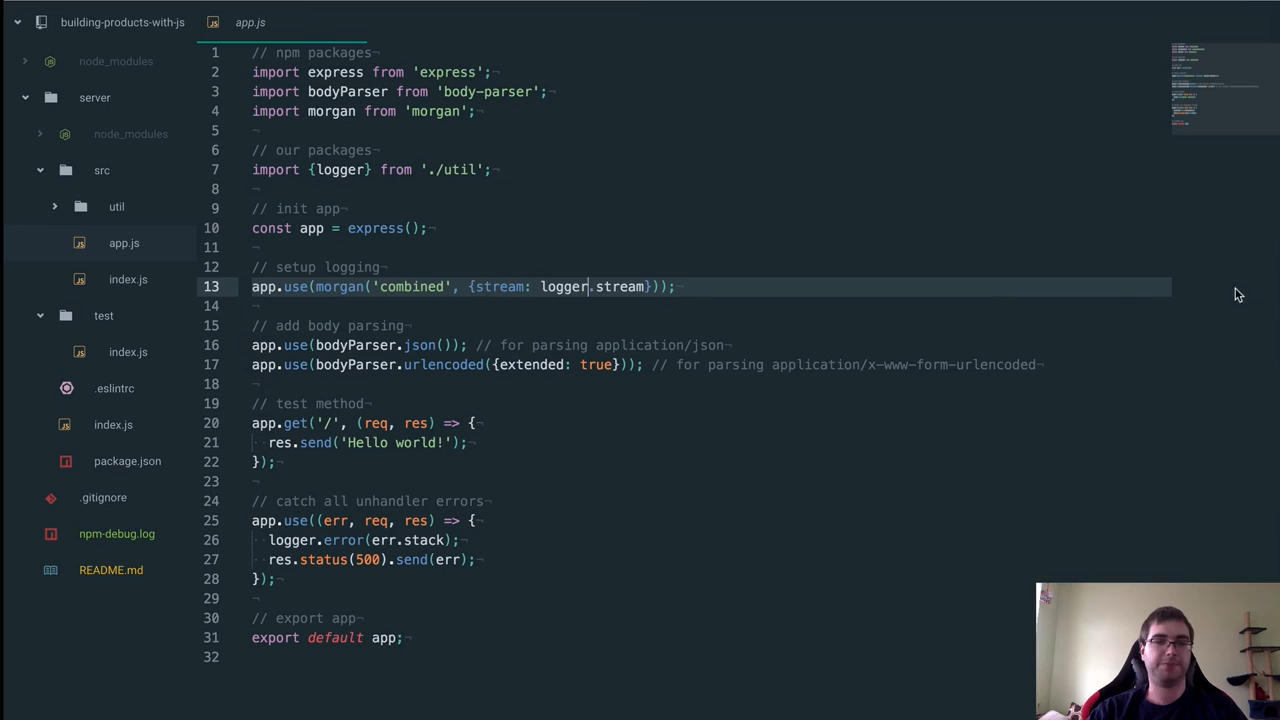 building-products-with-js
app.js
node_modules
server
node_modules
src
util
app.js
index.js
test
index.js
.eslintrc
index.js
package.json
.gitignore
npm-debug.log
README.md
1 // npm packages¬
2 import express from 'express';¬
3 import bodyParser from 'body-parser';¬
4 import morgan from 'morgan';¬
5 ¬
6 // our packages¬
7 import {logger} from './util';¬
8 ¬
9 // init app¬
10 const app = express();¬
11 ¬
12 // setup logging¬
13 app.use(morgan('combined', {stream: logger.stream}));¬
14 ¬
15 // add body parsing¬
16 app.use(bodyParser.json()); // for parsing application/json¬
17 app.use(bodyParser.urlencoded({extended: true})); // for parsing application/x-www-form-urlencoded¬
18 ¬
19 // test method¬
20 app.get('/', (req, res) => {¬
21 ··res.send('Hello world!');¬
22 });¬
23 ¬
24 // catch all unhandler errors¬
25 app.use((err, req, res) => {¬
26 ··logger.error(err.stack);¬
27 ··res.status(500).send(err);¬
28 });¬
29 ¬
30 // export app¬
31 export default app;¬
32